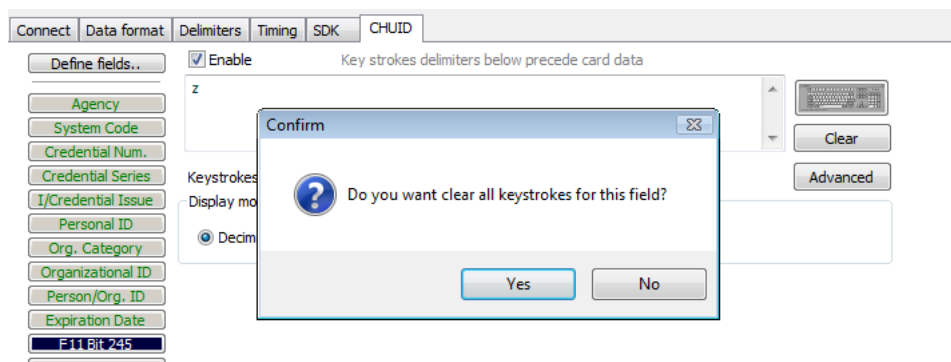 Connect Data format Delimiters Timing SDK CHUID
Define fields..
Enable
Key strokes delimiters below precede card data
z
Agency
System Code
Credential Num.
Credential Series
I/Credential Issue
Personal ID
Org. Category
Organizational ID
Person/Org. ID
Expiration Date
F11 Bit 245
Keystrokes
Display mo
Decim
Confirm
Do you want clear all keystrokes for this field?
Yes
No
Clear
Advanced